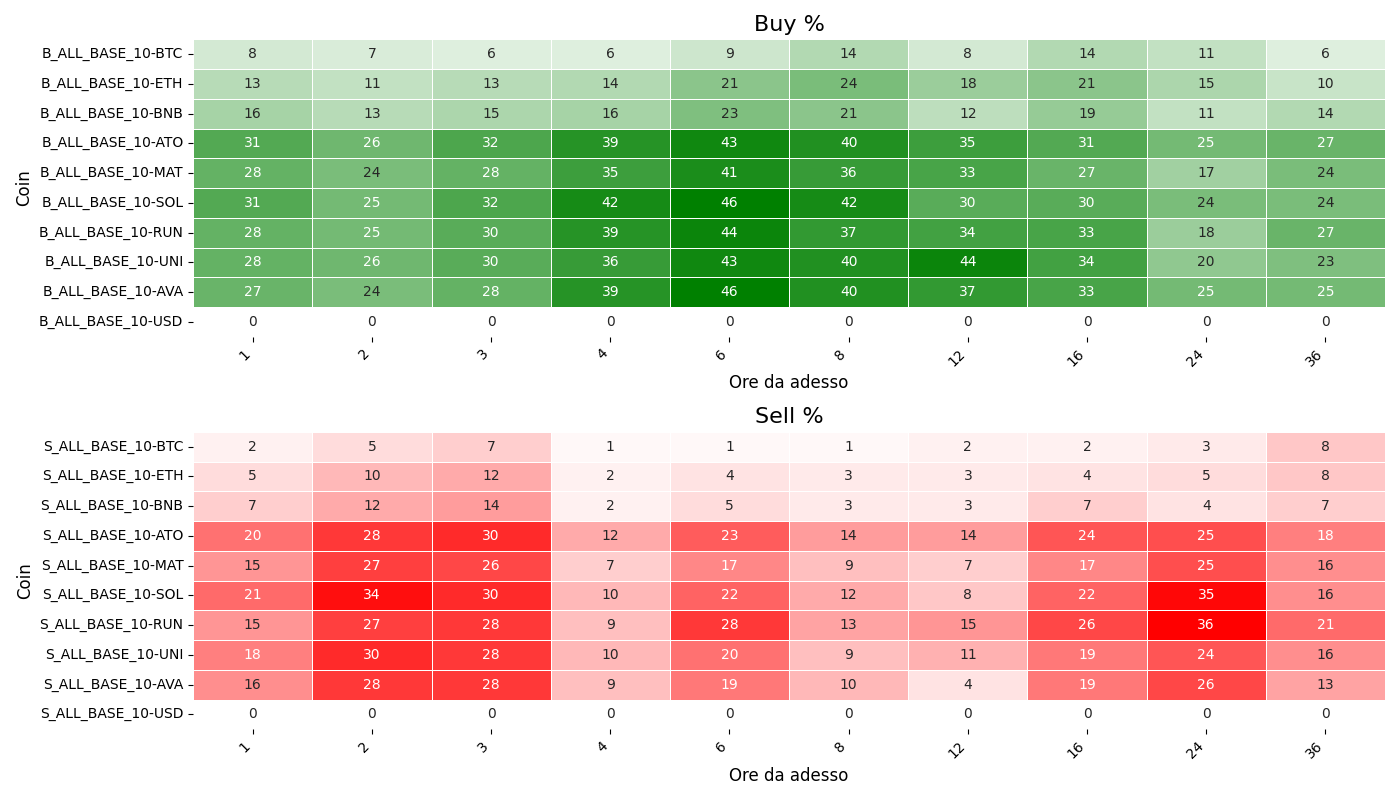 Buy %
Coin
B_ALL_BASE_10-BTC 8 7 6 6 9 14 8 14 11 6
B_ALL_BASE_10-ETH 13 11 13 14 21 24 18 21 15 10
B_ALL_BASE_10-BNB 16 13 15 16 23 21 12 19 11 14
B_ALL_BASE_10-ATO 31 26 32 39 43 40 35 31 25 27
B_ALL_BASE_10-MAT 28 24 28 35 41 36 33 27 17 24
B_ALL_BASE_10-SOL 31 25 32 42 46 42 30 30 24 24
B_ALL_BASE_10-RUN 28 25 30 39 44 37 34 33 18 27
B_ALL_BASE_10-UNI 28 26 30 36 43 40 44 34 20 23
B_ALL_BASE_10-AVA 27 24 28 39 46 40 37 33 25 25
B_ALL_BASE_10-USD 0 0 0 0 0 0 0 0 0 0
1 2 3 4 6 8 12 16 24 36
Ore da adesso
Sell %
Coin
S_ALL_BASE_10-BTC 2 5 7 1 1 1 2 2 3 8
S_ALL_BASE_10-ETH 5 10 12 2 4 3 3 4 5 8
S_ALL_BASE_10-BNB 7 12 14 2 5 3 3 7 4 7
S_ALL_BASE_10-ATO 20 28 30 12 23 14 14 24 25 18
S_ALL_BASE_10-MAT 15 27 26 7 17 9 7 17 25 16
S_ALL_BASE_10-SOL 21 34 30 10 22 12 8 22 35 16
S_ALL_BASE_10-RUN 15 27 28 9 28 13 15 26 36 21
S_ALL_BASE_10-UNI 18 30 28 10 20 9 11 19 24 16
S_ALL_BASE_10-AVA 16 28 28 9 19 10 4 19 26 13
S_ALL_BASE_10-USD 0 0 0 0 0 0 0 0 0 0
1 2 3 4 6 8 12 16 24 36
Ore da adesso